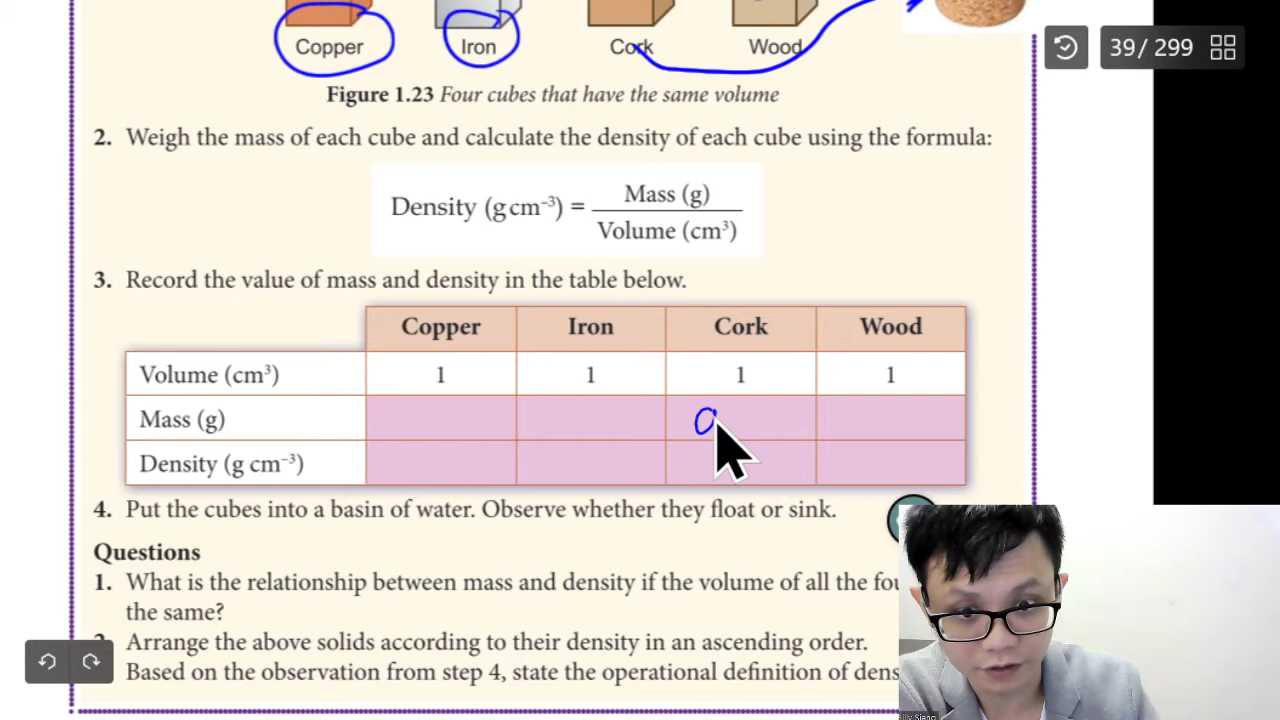 Copper
Iron
Cork
Wood
39/ 299
Figure 1.23 Four cubes that have the same volume
2. Weigh the mass of each cube and calculate the density of each cube using the formula:
Density (g cm⁻³) = Mass (g)
Volume (cm³)
3. Record the value of mass and density in the table below.
Copper Iron Cork Wood
Volume (cm³) 1 1 1 1
Mass (g) 0
Density (g cm⁻³)
4. Put the cubes into a basin of water. Observe whether they float or sink.
Questions
1. What is the relationship between mass and density if the volume of all the fou
the same?
Arrange the above solids according to their density in an ascending order.
Based on the observation from step 4, state the operational definition of dens
Billy Siang